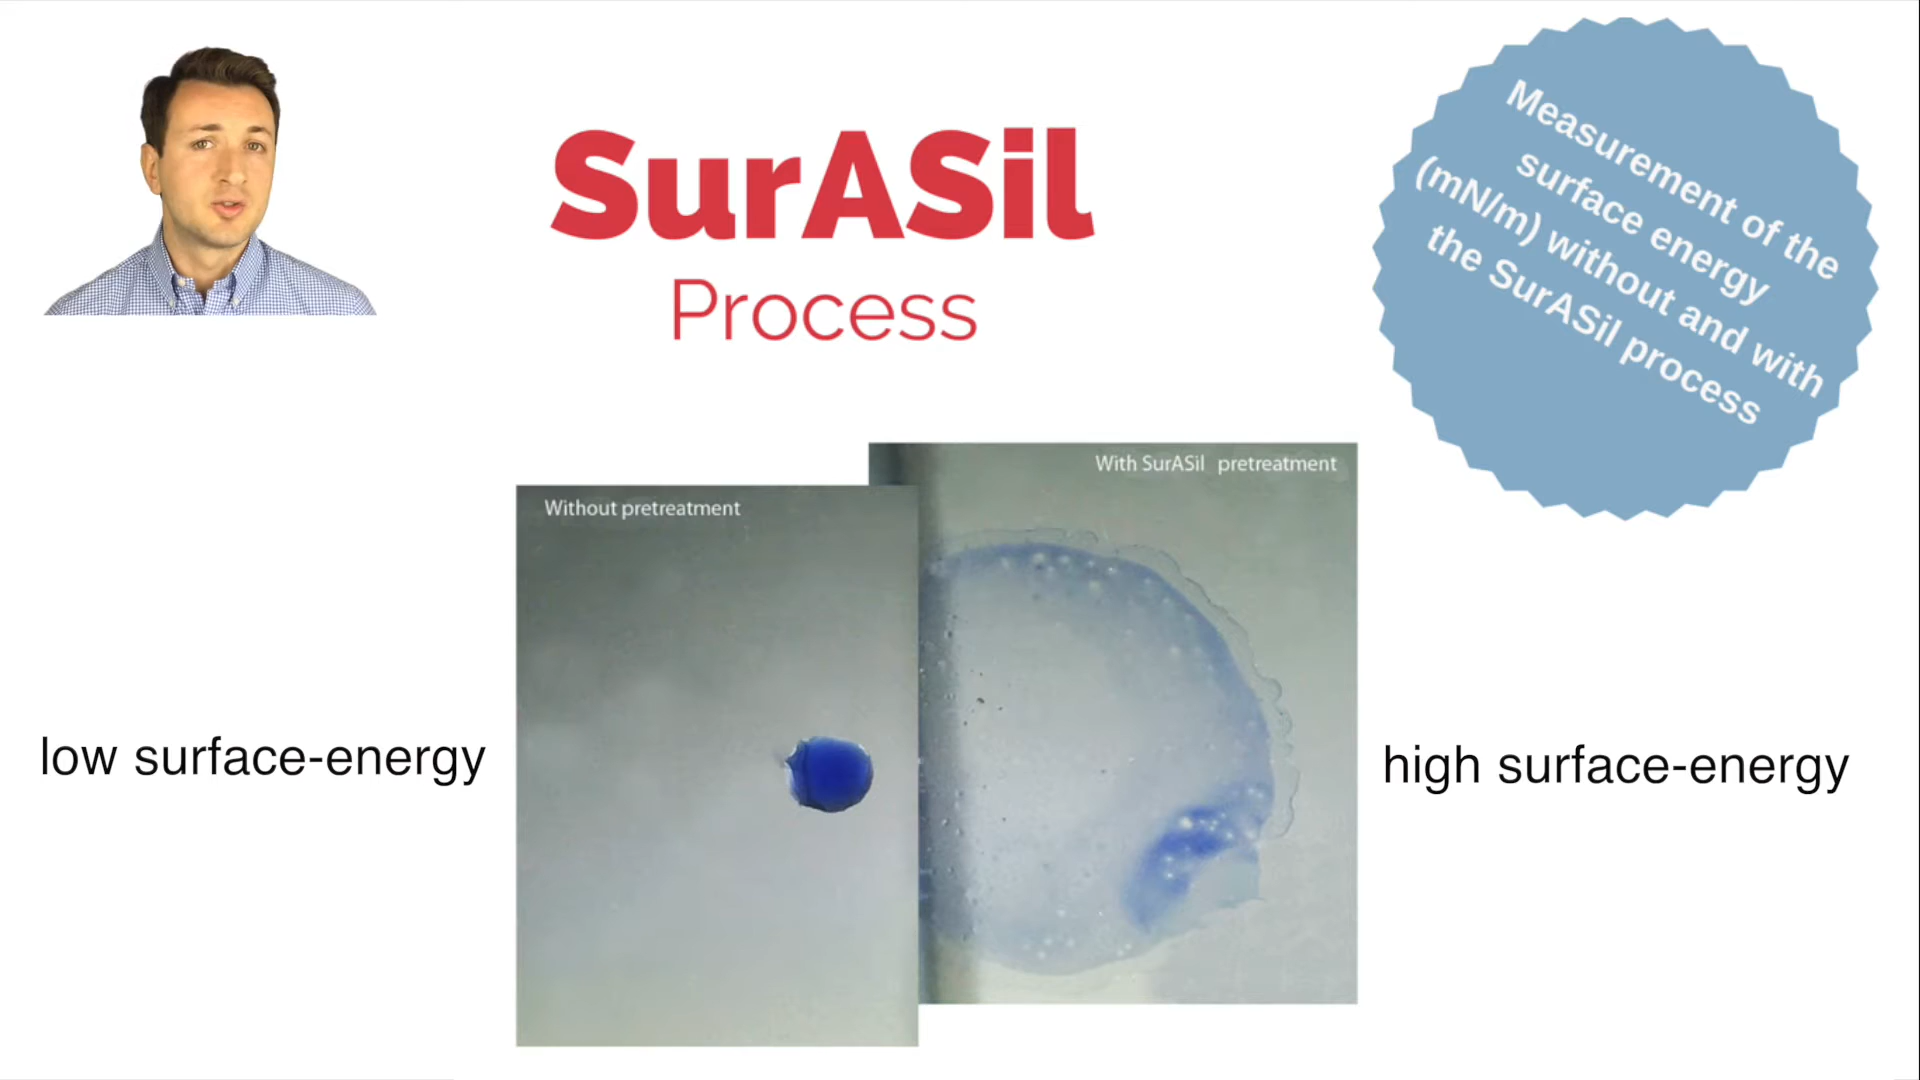 SurASil
Process
Measurement of the
surface energy
(mN/m) without and with
the SurASil process
With SurASil pretreatment
Without pretreatment
low surface-energy
high surface-energy